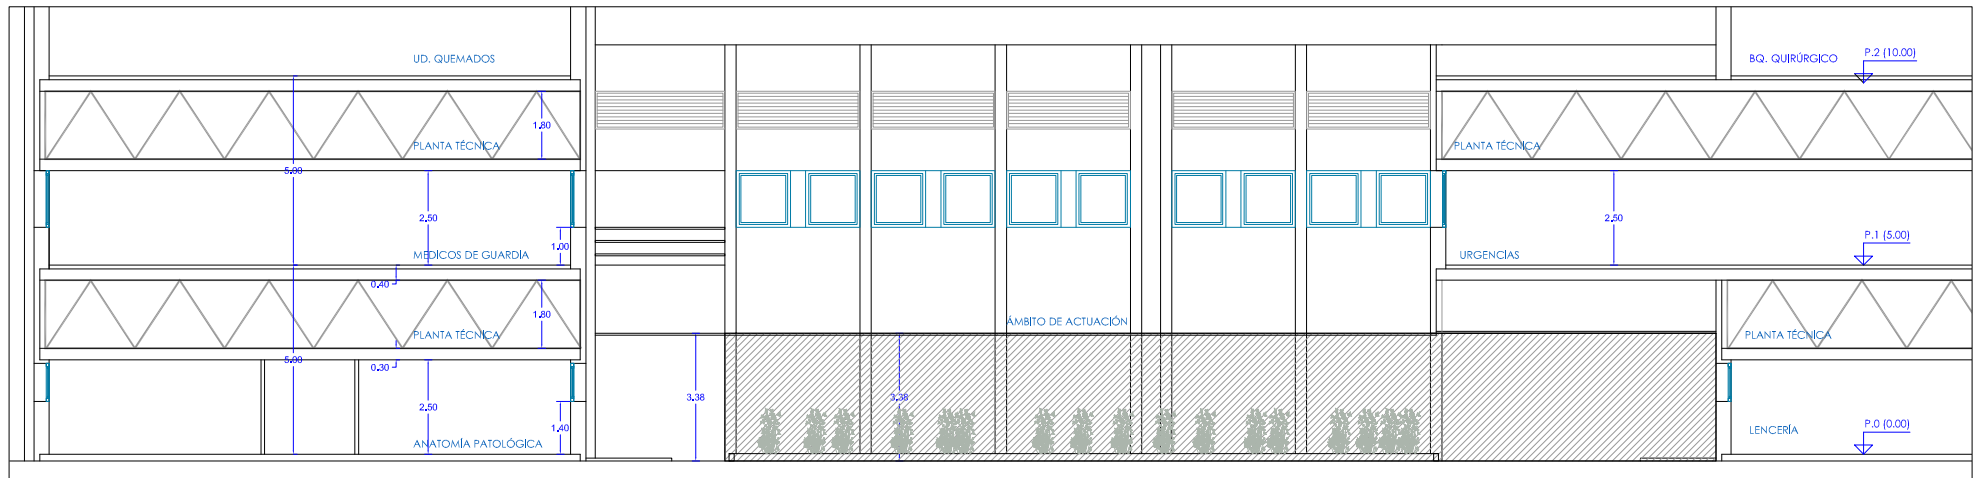 UD. QUEMADOS
BQ. QUIRÚRGICO
P.2 (10.00)
1.80
PLANTA TÉCNICA
PLANTA TÉCNICA
5.00
2.50
2.50
1.00
MEDICOS DE GUARDIA
URGENCIAS
P.1 (5.00)
0.40
1.80
ÁMBITO DE ACTUACIÓN
PLANTA TÉCNICA
PLANTA TÉCNICA
5.00
0.30
2.50
3.38
3.38
1.40
ANATOMÍA PATOLÓGICA
LENCERÍA
P.0 (0.00)